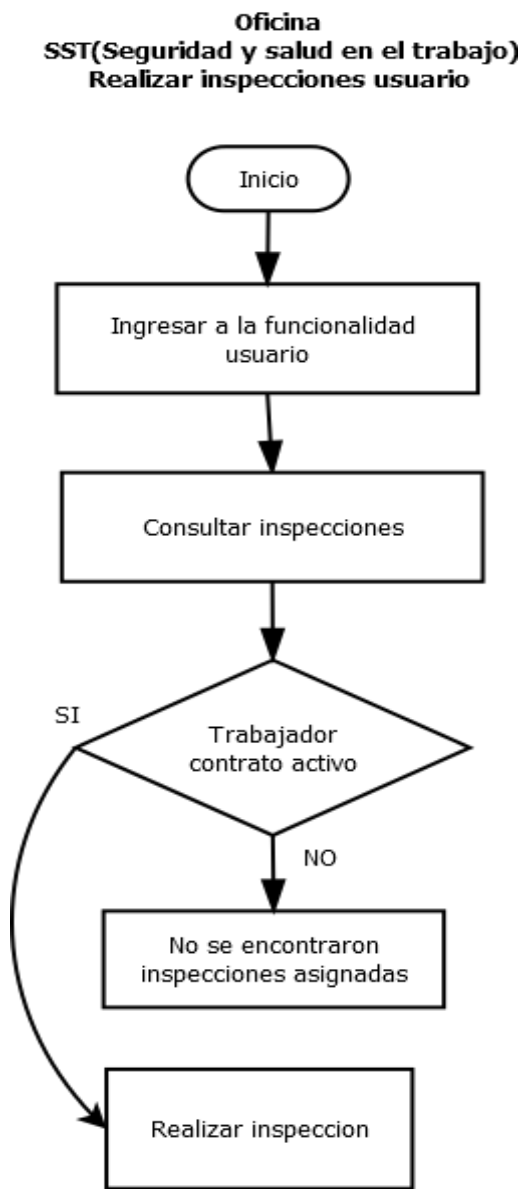 Oficina
SST(Seguridad y salud en el trabajo)
Realizar inspecciones usuario
Inicio
Ingresar a la funcionalidad
usuario
Consultar inspecciones
SI
Trabajador
contrato activo
NO
No se encontraron
inspecciones asignadas
Realizar inspeccion